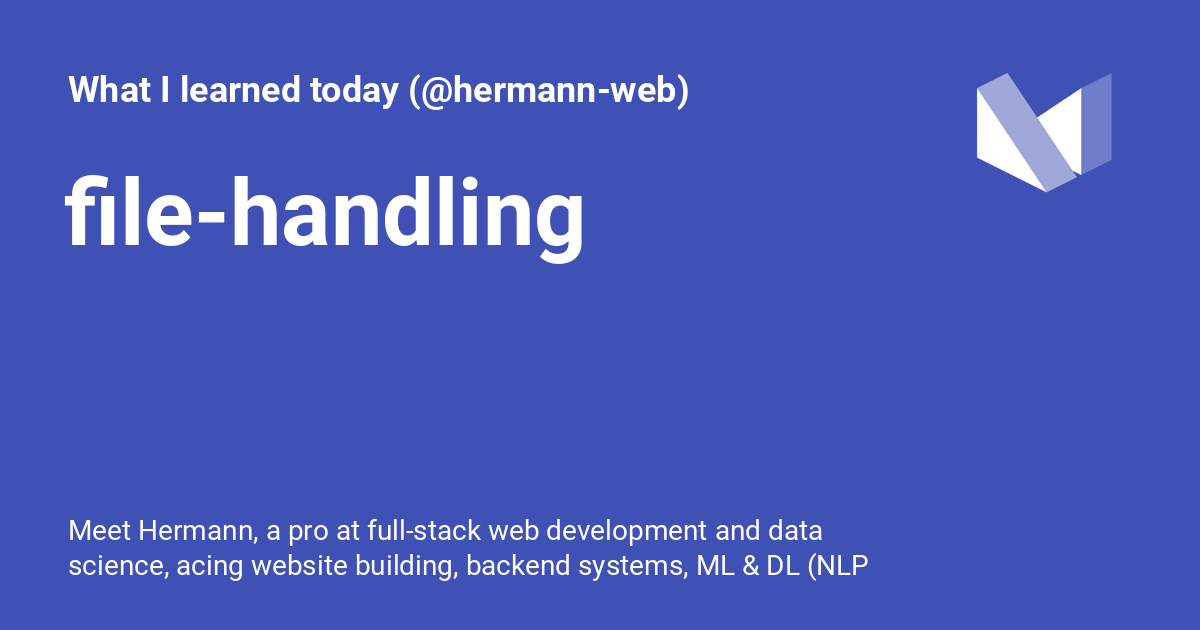 What I learned today (@hermann-web)
file-handling
Meet Hermann, a pro at full-stack web development and data
science, acing website building, backend systems, ML & DL (NLP